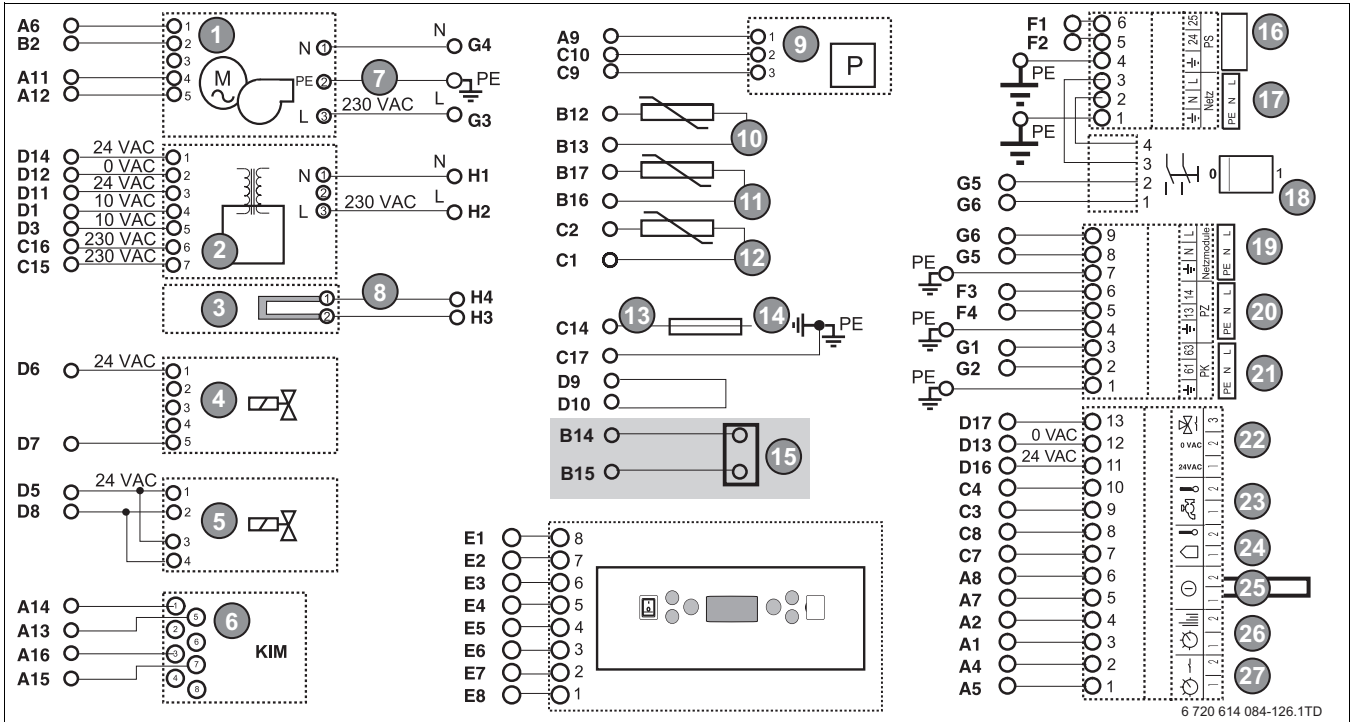 A6 1 1
B2 2 N 1 N G4
3
A11 4 M PE 2 7 PE
A12 5 L 3 230 VAC L G3
D14 24 VAC 1
D12 0 VAC 2 N 1 N H1
D11 24 VAC 3 2
D1 10 VAC 4 L 3 230 VAC L H2
D3 10 VAC 5
C16 230 VAC 6 2
C15 230 VAC 7
3 1 8 H4
2 H3
D6 24 VAC 1
2
3 4
4
D7 5
D5 24 VAC 1
D8 2 5
3
4
A14 1 5 6
A13 2 6
A16 3 7 KIM
A15 4 8
A9 1 9
C10 2 P
C9 3
B12
B13 10
B17
B16 11
C2
C1 12
C14 13 14 PE
C17
D9
D10
B14 15
B15
E1 8
E2 7
E3 6
E4 5
E5 4
E6 3
E7 2
E8 1
F1 6 24 25 PS 16
F2 5
PE 4
3 N L Netz PE N L 17
2
PE 1
4
3 0 1 18
G5 2
G6 1
G6 9 N L Netzmodule PE N L 19
G5 8
PE 7
F3 6 13 14 PZ PE N L 20
F4 5
PE 4
G1 3 61 63 PK PE N L 21
G2 2
PE 1
D17 13 3 22
D13 0 VAC 12 0 VAC 2
D16 24 VAC 11 24VAC 1
C4 10 2 23
C3 9 1
C8 8 2 24
C7 7 1
A8 6 2 25
A7 5 1
A2 4 2 26
A1 3 1
A4 2 2 27
A5 1 1
6 720 614 084-126.1TD